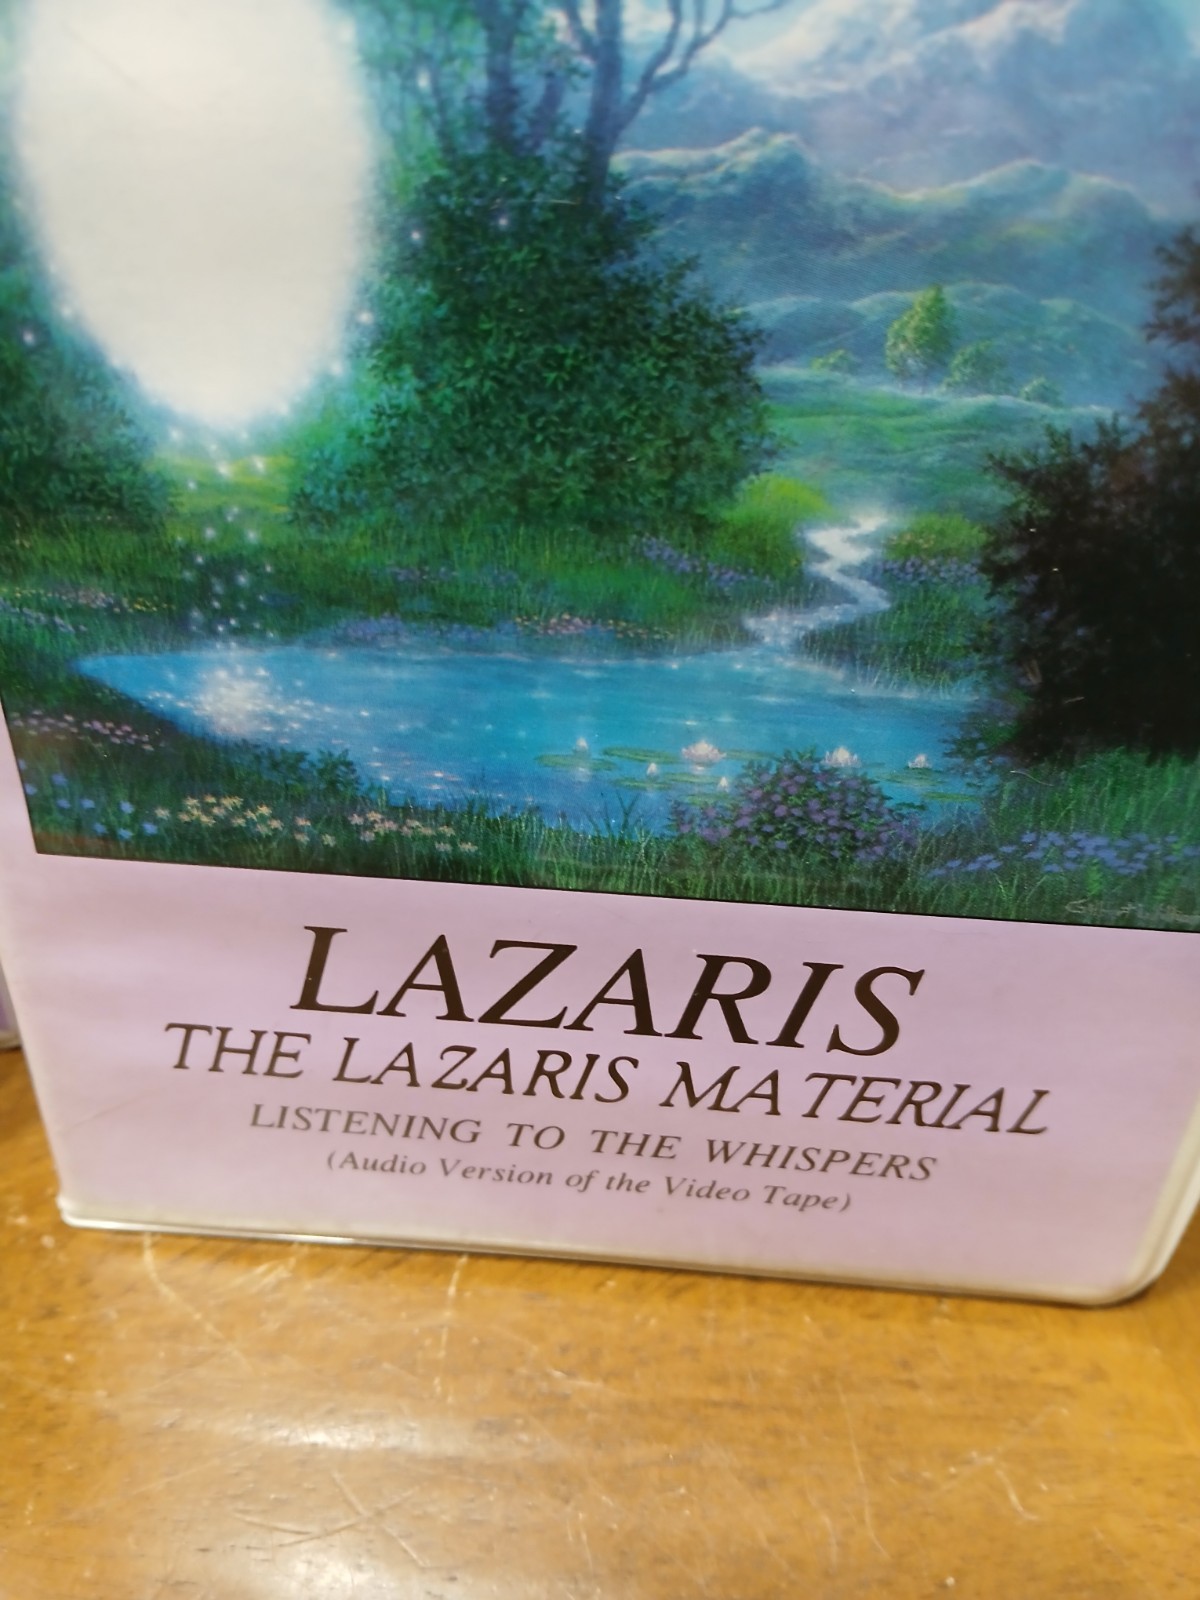 LAZARIS
THE LAZARIS MATERIAL
LISTENING TO THE WHISPERS
(Audio Version of the Video Tape)